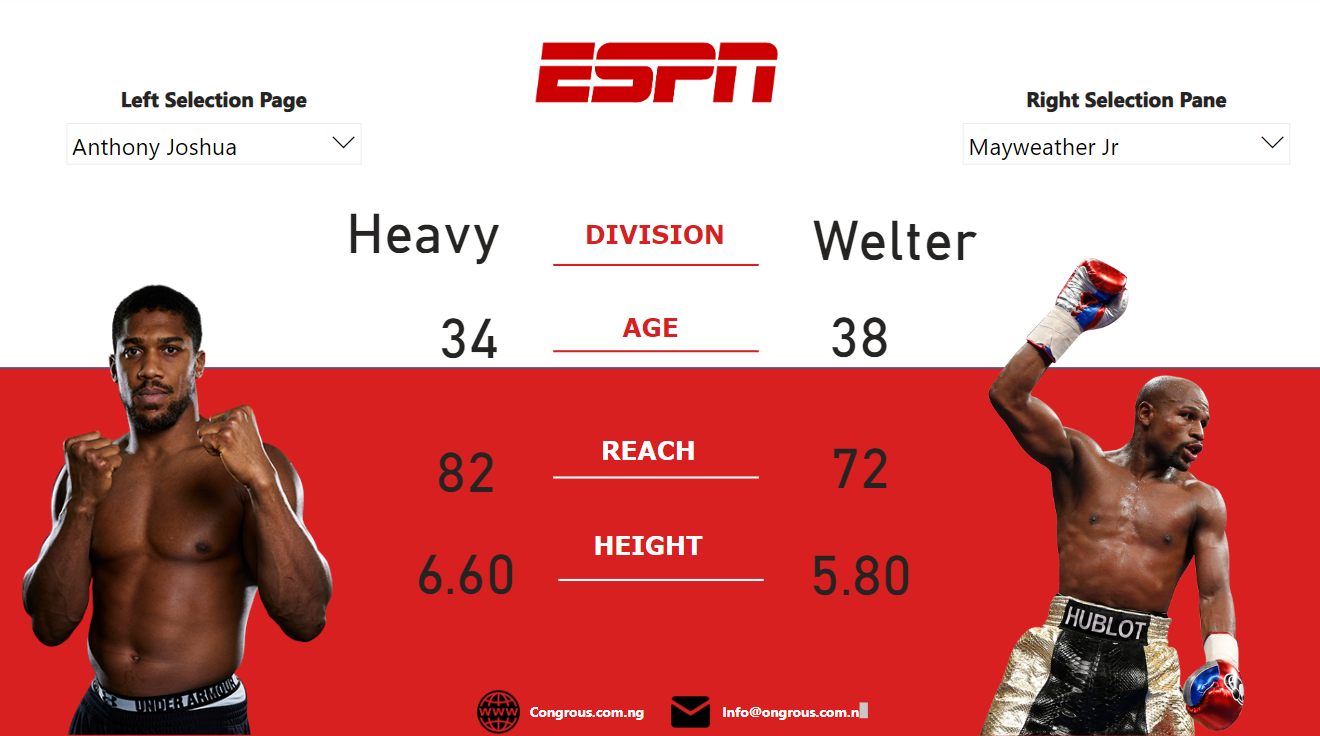 ESPN
Left Selection Page
Right Selection Pane
Anthony Joshua
Mayweather Jr
Heavy
DIVISION
Welter
34
AGE
38
82
REACH
72
6.60
HEIGHT
5.80
HUBLOT
UNDER ARMOUR
WWW
Congrous.com.ng
Info@ongrous.com.n